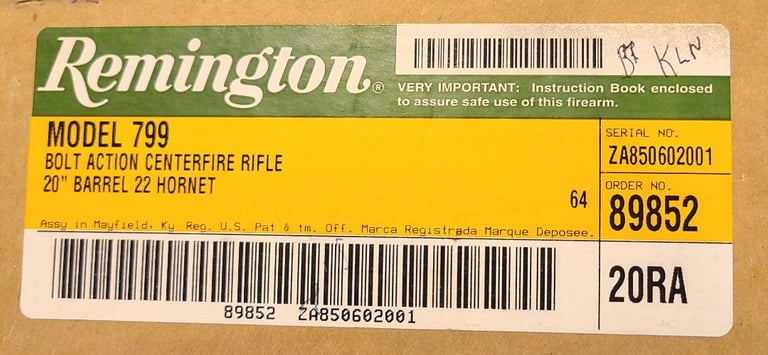 Remington®
VERY IMPORTANT: Instruction Book enclosed
to assure safe use of this firearm.
MODEL 799
BOLT ACTION CENTERFIRE RIFLE
20" BARREL 22 HORNET
64
Assy in Mayfield, Ky Reg. U.S. Pat & tm. Off. Marca Registrada Marque Deposee.
SERIAL NO.
ZA850602001
ORDER NO.
89852
20RA
89852 ZA850602001